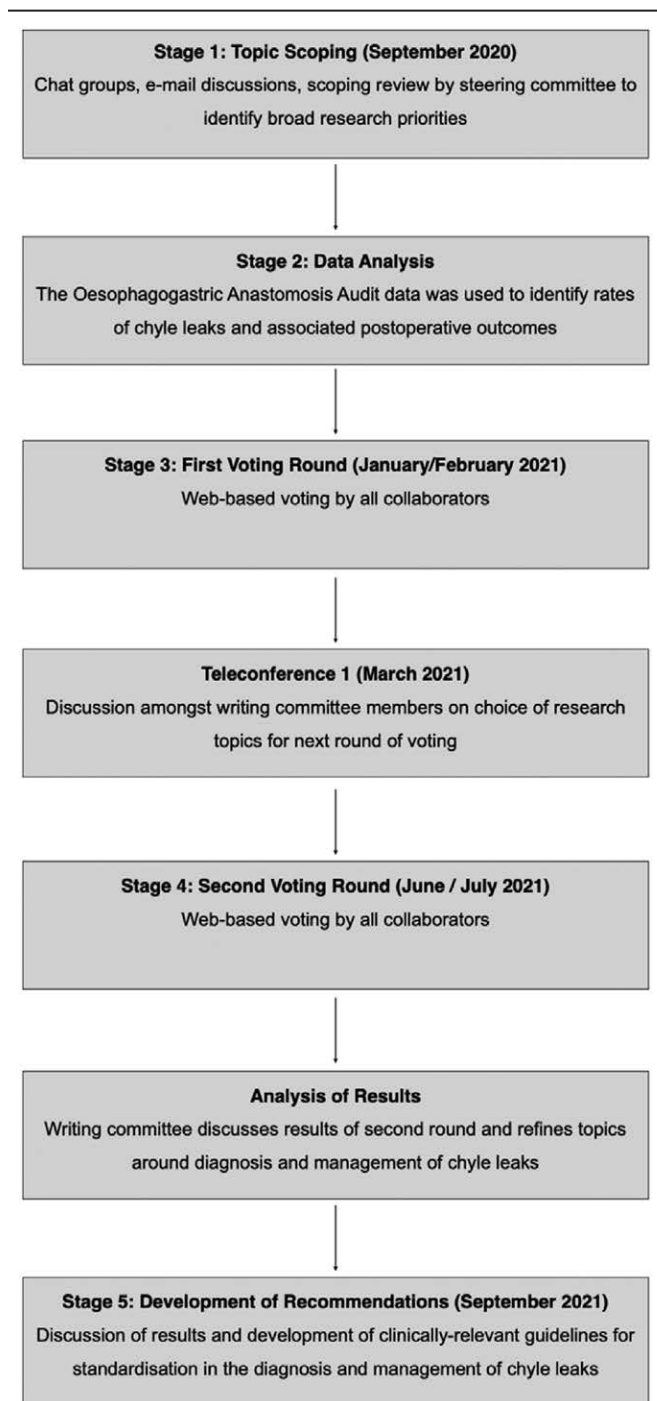 Stage 1: Topic Scoping (September 2020)
Chat groups, e-mail discussions, scoping review by steering committee to
identify broad research priorities
Stage 2: Data Analysis
The Oesophagogastric Anastomosis Audit data was used to identify rates
of chyle leaks and associated postoperative outcomes
Stage 3: First Voting Round (January/February 2021)
Web-based voting by all collaborators
Teleconference 1 (March 2021)
Discussion amongst writing committee members on choice of research
topics for next round of voting
Stage 4: Second Voting Round (June / July 2021)
Web-based voting by all collaborators
Analysis of Results
Writing committee discusses results of second round and refines topics
around diagnosis and management of chyle leaks
Stage 5: Development of Recommendations (September 2021)
Discussion of results and development of clinically-relevant guidelines for
standardisation in the diagnosis and management of chyle leaks